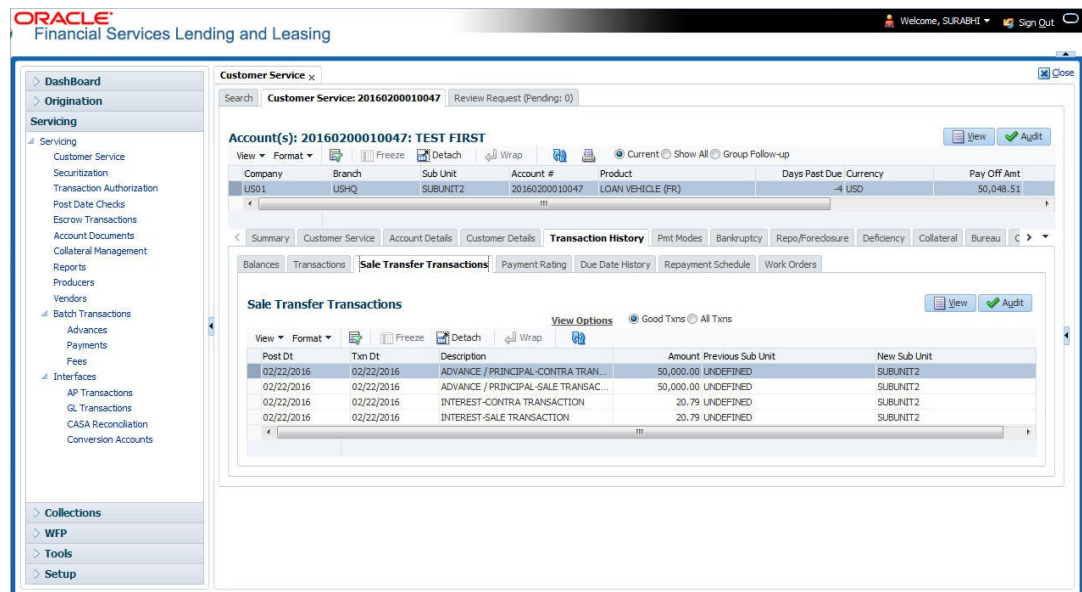 ORACLE®
Financial Services Lending and Leasing
Welcome, SURABHI
Sign Out
Close
DashBoard
Origination
Servicing
Servicing
Customer Service
Securitization
Transaction Authorization
Post Date Checks
Escrow Transactions
Account Documents
Collateral Management
Reports
Producers
Vendors
Batch Transactions
Advances
Payments
Fees
Interfaces
AP Transactions
GL Transactions
CASA Reconciliation
Conversion Accounts
Collections
WFP
Tools
Setup
Customer Service
Search Customer Service: 20160200010047 Review Request (Pending: 0)
Account(s): 20160200010047: TEST FIRST
View Audit
View Format Freeze Detach Wrap Current Show All Group Follow-up
Company Branch Sub Unit Account # Product Days Past Due Currency Pay Off Amt
US01 USHQ SUBUNIT2 20160200010047 LOAN VEHICLE (FR) -4 USD 50,048.51
Summary Customer Service Account Details Customer Details Transaction History Pmt Modes Bankruptcy Repo/Foreclosure Deficiency Collateral Bureau C
Balances Transactions Sale Transfer Transactions Payment Rating Due Date History Repayment Schedule Work Orders
Sale Transfer Transactions
View Audit
View Options Good Txns All Txns
View Format Freeze Detach Wrap
Post Dt Txn Dt Description Amount Previous Sub Unit New Sub Unit
02/22/2016 02/22/2016 ADVANCE / PRINCIPAL-CONTRA TRAN... 50,000.00 UNDEFINED SUBUNIT2
02/22/2016 02/22/2016 ADVANCE / PRINCIPAL-SALE TRANSAC... 50,000.00 UNDEFINED SUBUNIT2
02/22/2016 02/22/2016 INTEREST-CONTRA TRANSACTION 20.79 UNDEFINED SUBUNIT2
02/22/2016 02/22/2016 INTEREST-SALE TRANSACTION 20.79 UNDEFINED SUBUNIT2